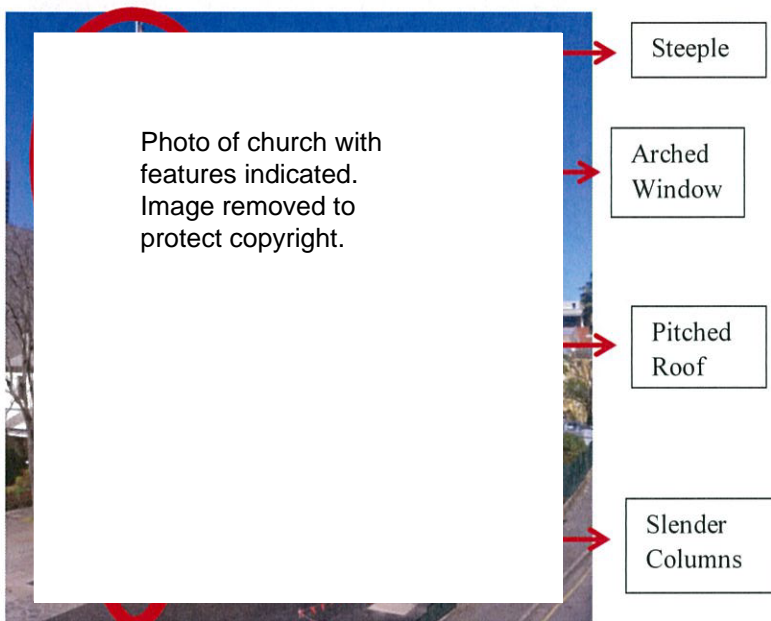 Steeple
Photo of church with
features indicated.
Image removed to
protect copyright.
Arched
Window
Pitched
Roof
Slender
Columns